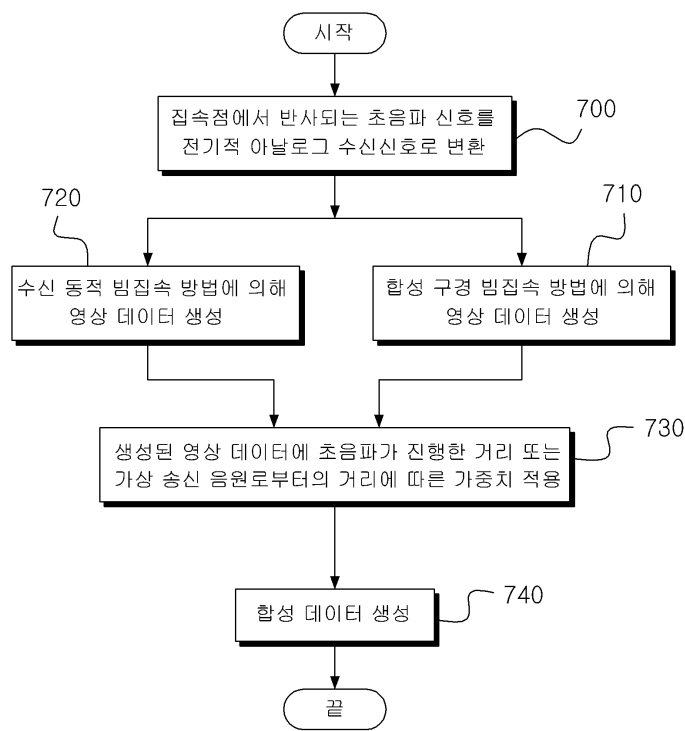 시작
집속점에서 반사되는 초음파 신호를
전기적 아날로그 수신신호로 변환
700
720
710
수신 동적 빔집속 방법에 의해
영상 데이터 생성
합성 구경 빔집속 방법에 의해
영상 데이터 생성
생성된 영상 데이터에 초음파가 진행한 거리 또는
가상 송신 음원로부터의 거리에 따른 가중치 적용
730
합성 데이터 생성
740
끝